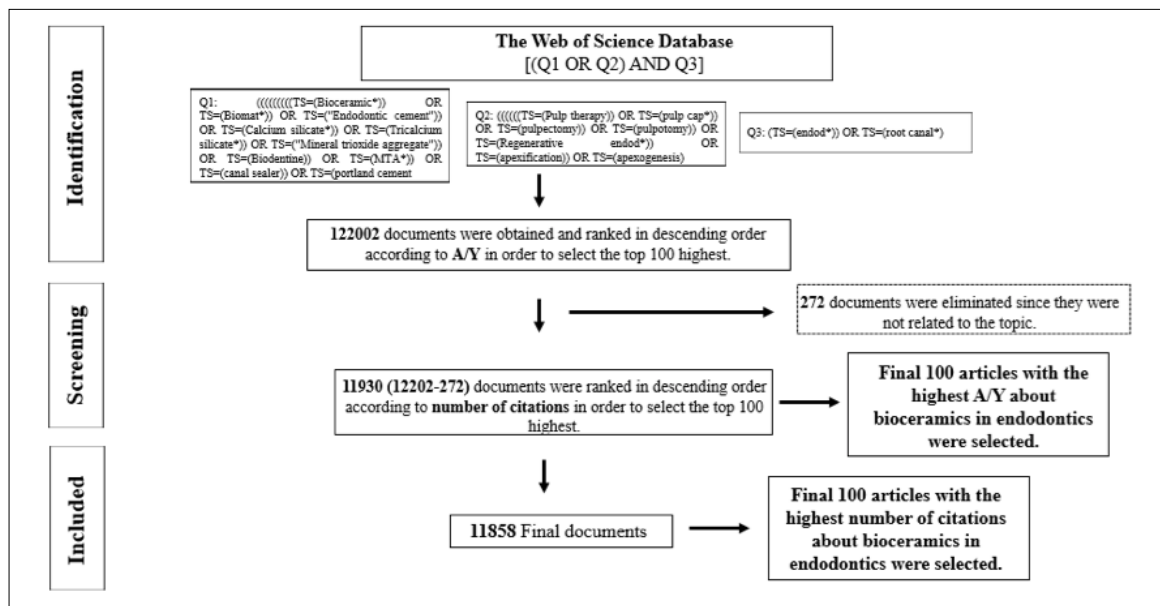 The Web of Science Database
[(Q1 OR Q2) AND Q3]
Identification
Q1: (((((((((TS=(Bioceramic*)) OR
TS=(Biomat*)) OR TS=("Endodontic cement"))
OR TS=(Calcium silicate*)) OR TS=(Tricalcium
silicate*)) OR TS=("Mineral trioxide aggregate"))
OR TS=(Biodentine)) OR TS=(MTA*)) OR
TS=(canal sealer)) OR TS=(portland cement
Q2: ((((((TS=(Pulp therapy)) OR TS=(pulp cap*))
OR TS=(pulpectomy)) OR TS=(pulpotomy)) OR
TS=(Regenerative endod*)) OR
TS=(apexification)) OR TS=(apexogenesis)
Q3: (TS=(endod*)) OR TS=(root canal*)
122002 documents were obtained and ranked in descending order
according to A/Y in order to select the top 100 highest.
Screening
272 documents were eliminated since they were
not related to the topic.
11930 (12202-272) documents were ranked in descending order
according to number of citations in order to select the top 100
highest.
Final 100 articles with the
highest A/Y about
bioceramics in endodontics
were selected.
Included
11858 Final documents
Final 100 articles with the
highest number of citations
about bioceramics in
endodontics were selected.